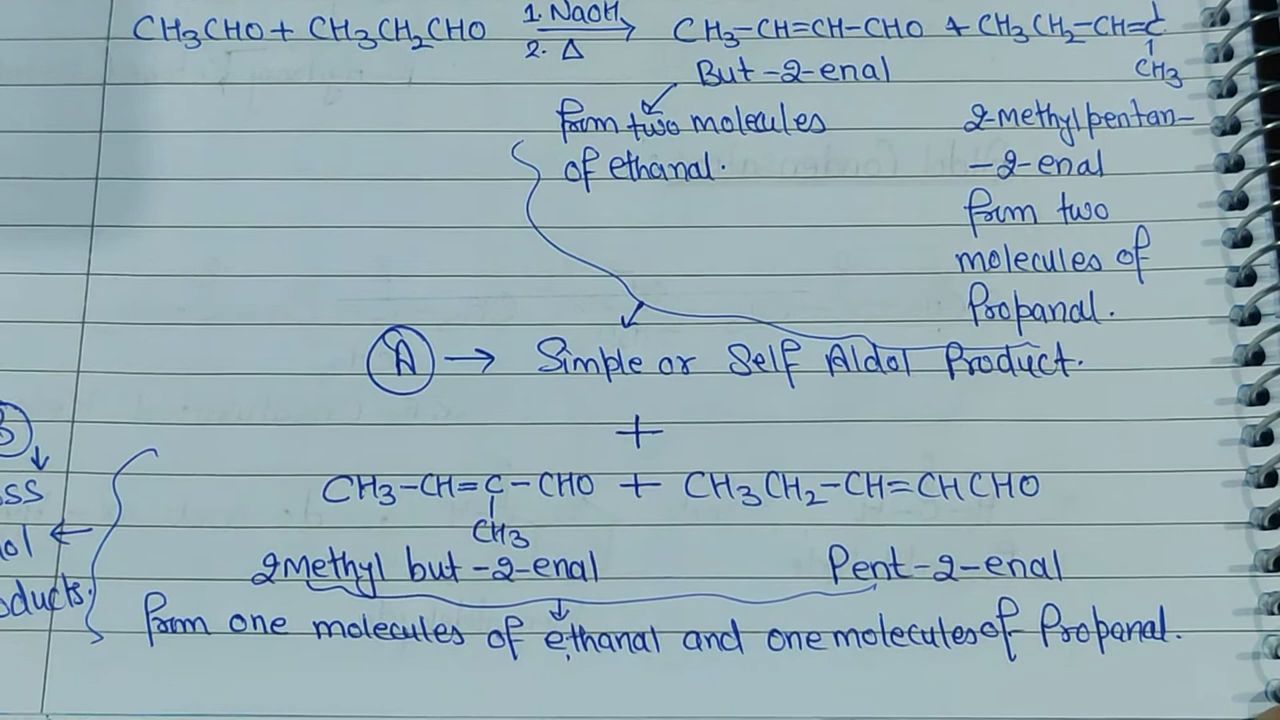 CH3CHO + CH3CH2CHO 1. NaOH 2. Δ → CH3-CH=CH-CHO + CH3CH2-CH=C
CH3
But-2-enal
from two molecules
of ethanal.
2-methylpentan-
-2-enal
from two
molecules of
Propanal.
A → Simple or Self Aldol Product.
+
CH3-CH=C-CHO + CH3CH2-CH=CHCHO
CH3
2Methyl but-2-enal
Pent-2-enal
from one molecules of ethanal and one molecules of Propanal.
ss
ol ←
oducts.